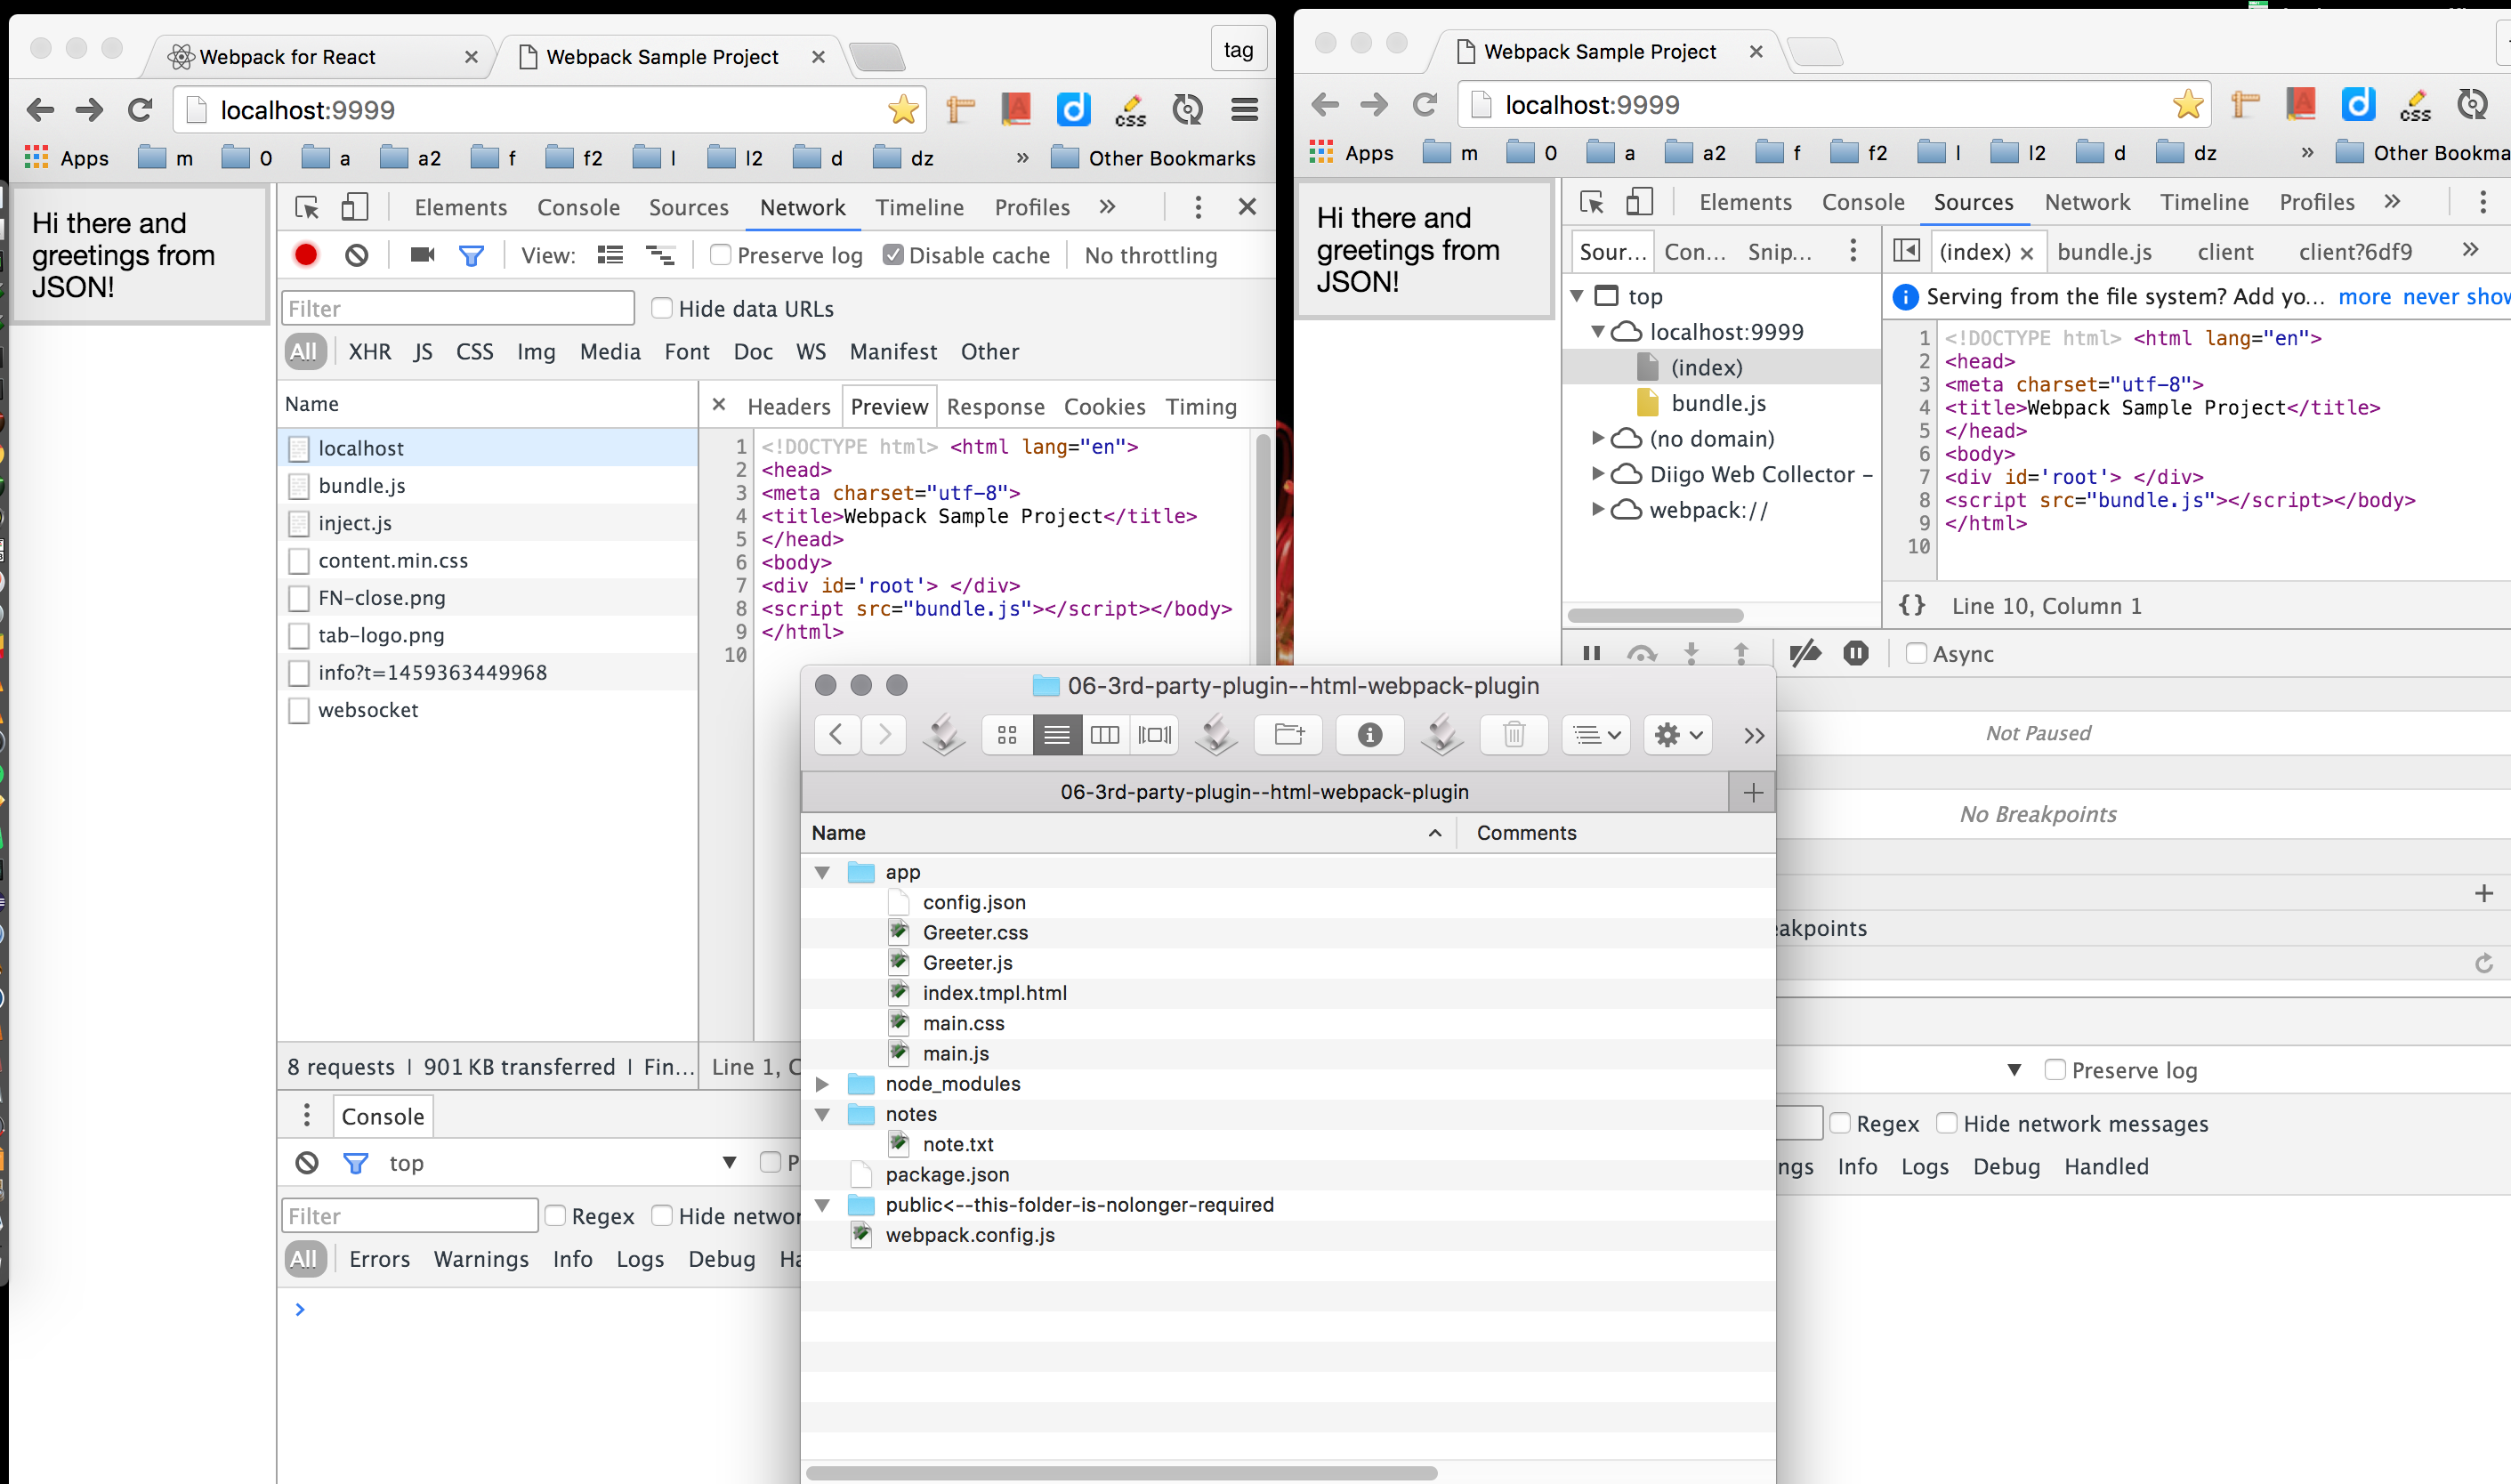 Webpack for React
Webpack Sample Project
tag
localhost:9999
Apps m 0 a a2 f f2 l l2 d dz » Other Bookmarks
Hi there and
greetings from
JSON!
Elements Console Sources Network Timeline Profiles »
View: Preserve log Disable cache No throttling
Filter Hide data URLs
All XHR JS CSS Img Media Font Doc WS Manifest Other
Name
localhost
bundle.js
inject.js
content.min.css
FN-close.png
tab-logo.png
info?t=1459363449968
websocket
8 requests | 901 KB transferred | Fin...
Headers Preview Response Cookies Timing
1 <!DOCTYPE html> <html lang="en">
2 <head>
3 <meta charset="utf-8">
4 <title>Webpack Sample Project</title>
5 </head>
6 <body>
7 <div id='root'> </div>
8 <script src="bundle.js"></script></body>
9 </html>
10
Line 1, C
Console
top P
Filter Regex Hide networ
All Errors Warnings Info Logs Debug Ha
Webpack Sample Project
localhost:9999
css
Apps m 0 a a2 f f2 l l2 d dz » Other Bookma
Hi there and
greetings from
JSON!
Elements Console Sources Network Timeline Profiles »
Sour... Con... Snip...
top
localhost:9999
(index)
bundle.js
(no domain)
Diigo Web Collector –
webpack://
(index) bundle.js client client?6df9 »
Serving from the file system? Add yo... more never show
1 <!DOCTYPE html> <html lang="en">
2 <head>
3 <meta charset="utf-8">
4 <title>Webpack Sample Project</title>
5 </head>
6 <body>
7 <div id='root'> </div>
8 <script src="bundle.js"></script></body>
9 </html>
10
{} Line 10, Column 1
Async
Not Paused
No Breakpoints
eakpoints
Preserve log
Regex Hide network messages
ngs Info Logs Debug Handled
06-3rd-party-plugin--html-webpack-plugin
06-3rd-party-plugin--html-webpack-plugin
Name Comments
app
config.json
Greeter.css
Greeter.js
index.tmpl.html
main.css
main.js
node_modules
notes
note.txt
package.json
public<--this-folder-is-nolonger-required
webpack.config.js